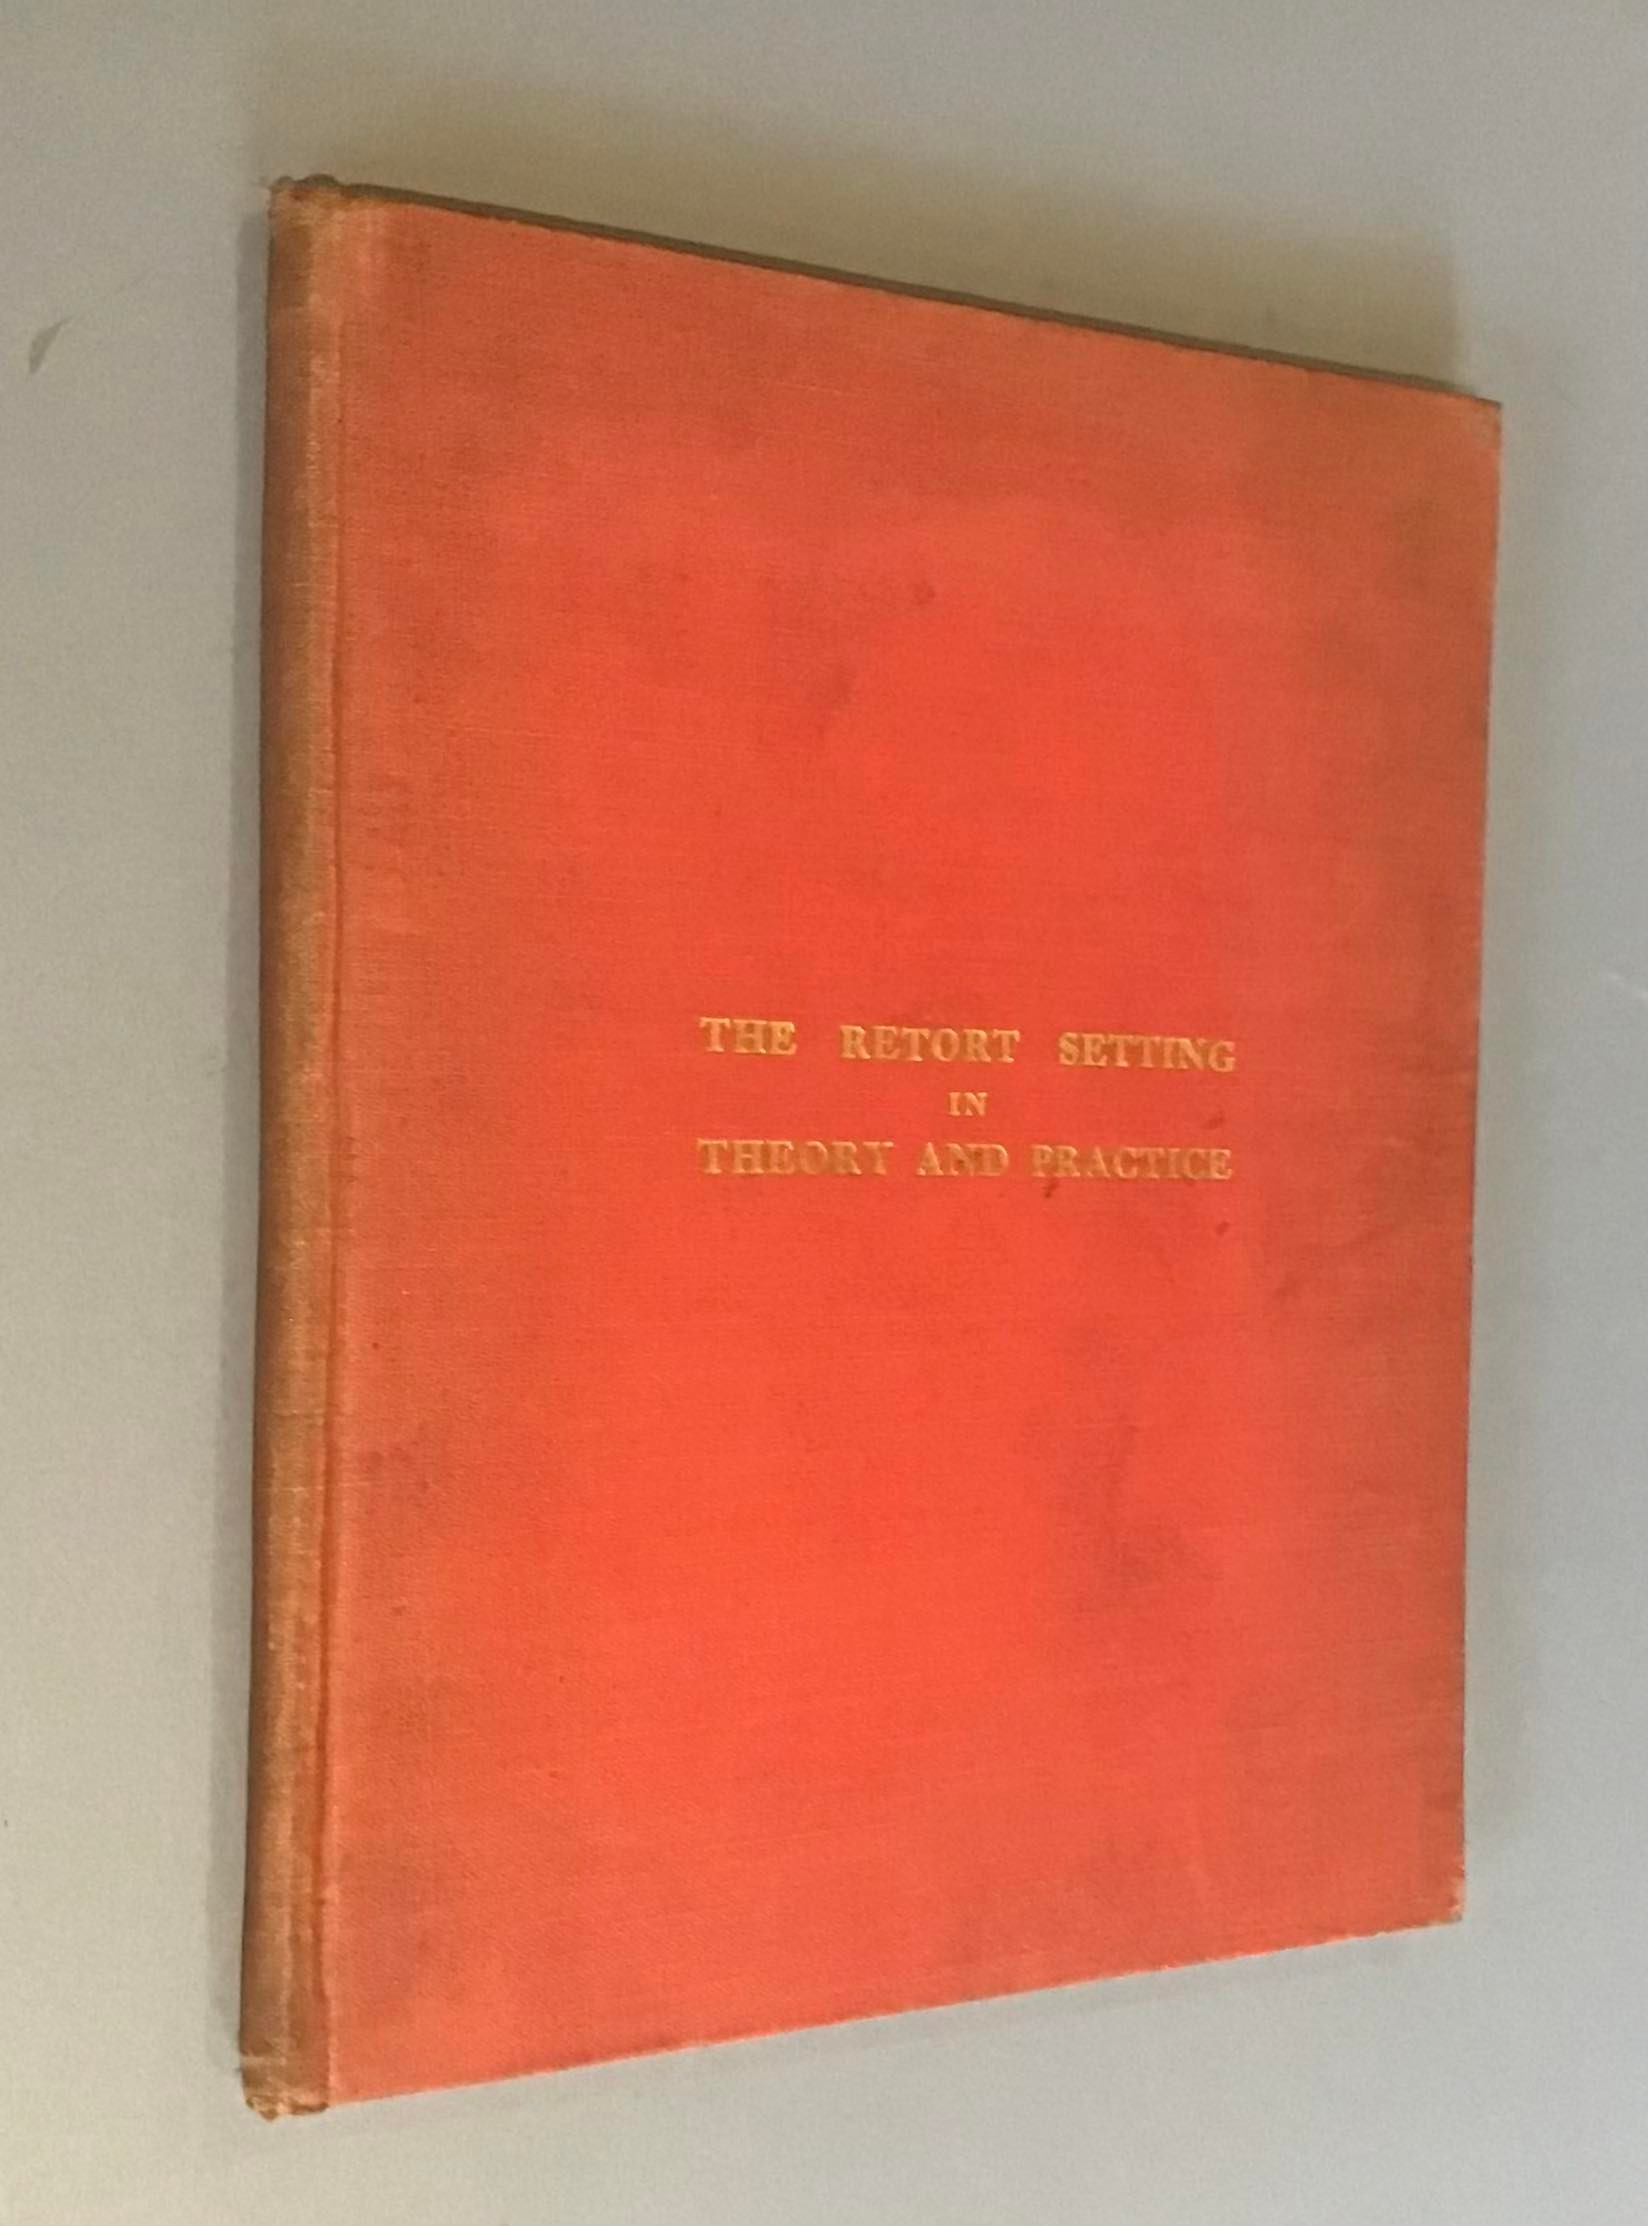 THE RETORT SETTING
IN
THEORY AND PRACTICE